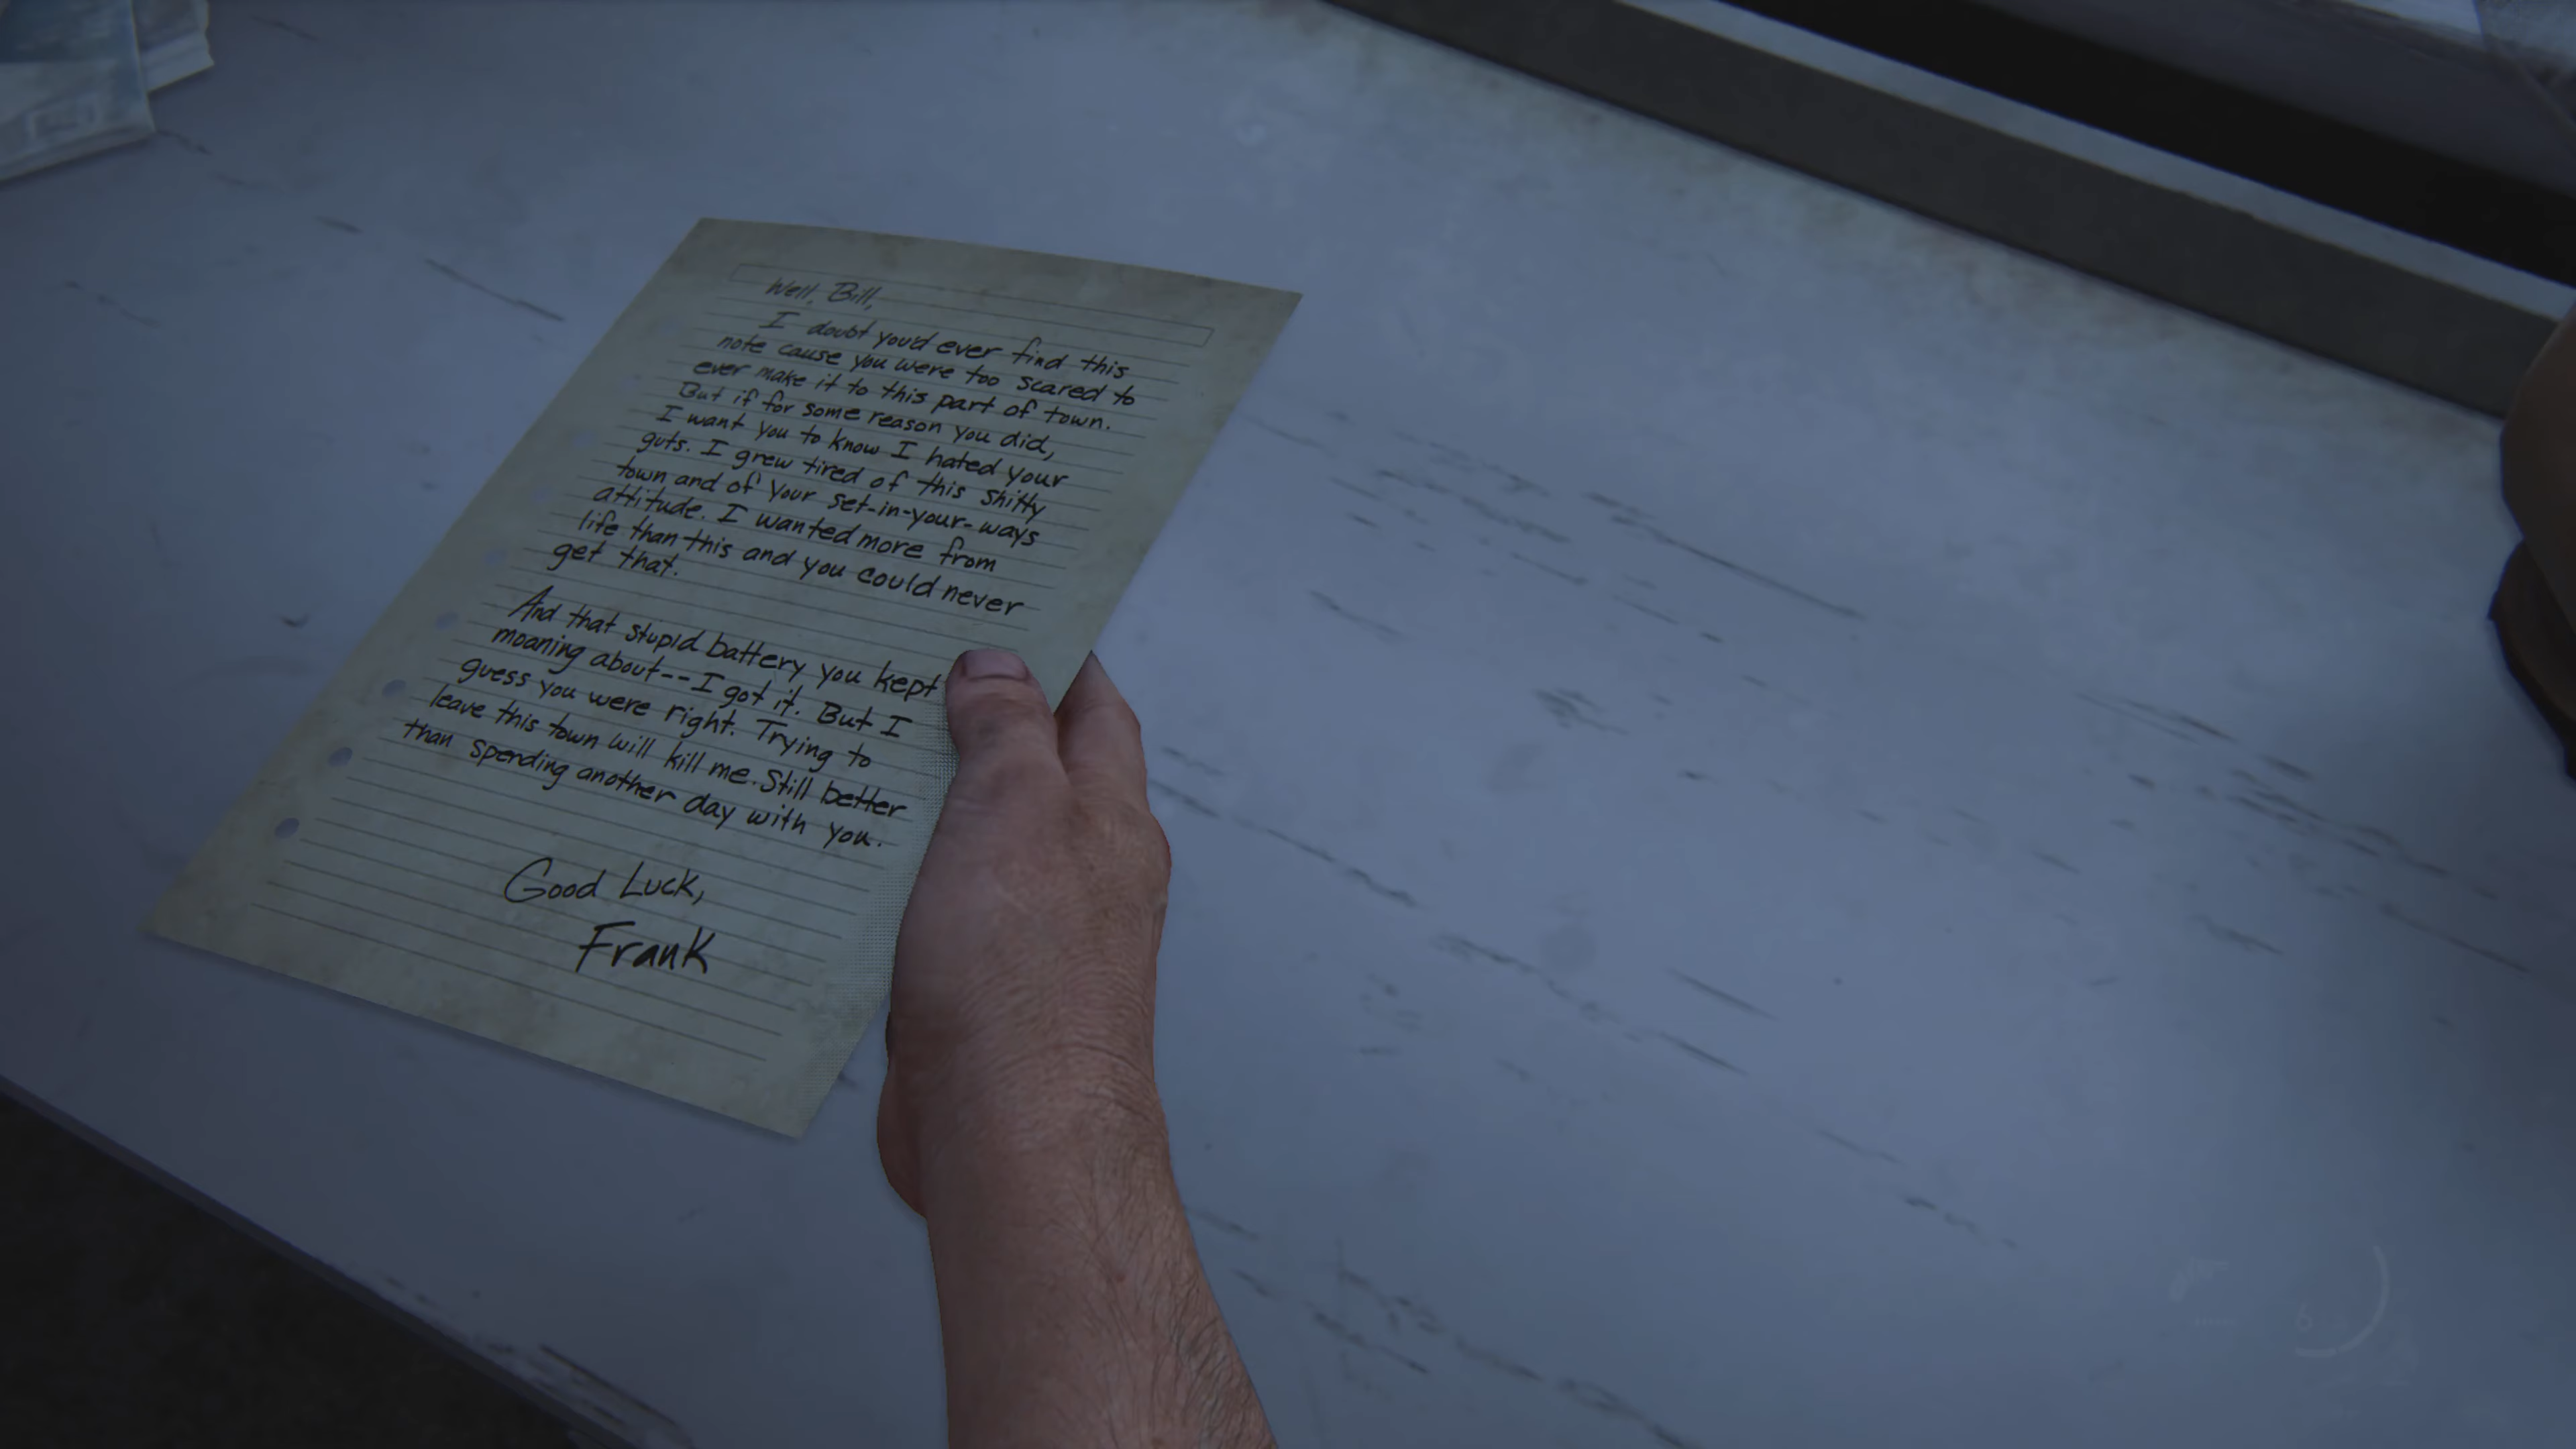 Well, Bill,
I doubt you'd ever find this
note cause you were too scared to
ever make it to this part of town.
But if for some reason you did,
I want you to know I hated your
guts. I grew tired of this shitty
town and of your set-in-your-ways
attitude. I wanted more from
life than this and you could never
get that.
And that stupid battery you kept
moaning about--I got it. But I
guess you were right. Trying to
leave this town will kill me. Still better
than spending another day with you.
Good Luck,
Frank
6